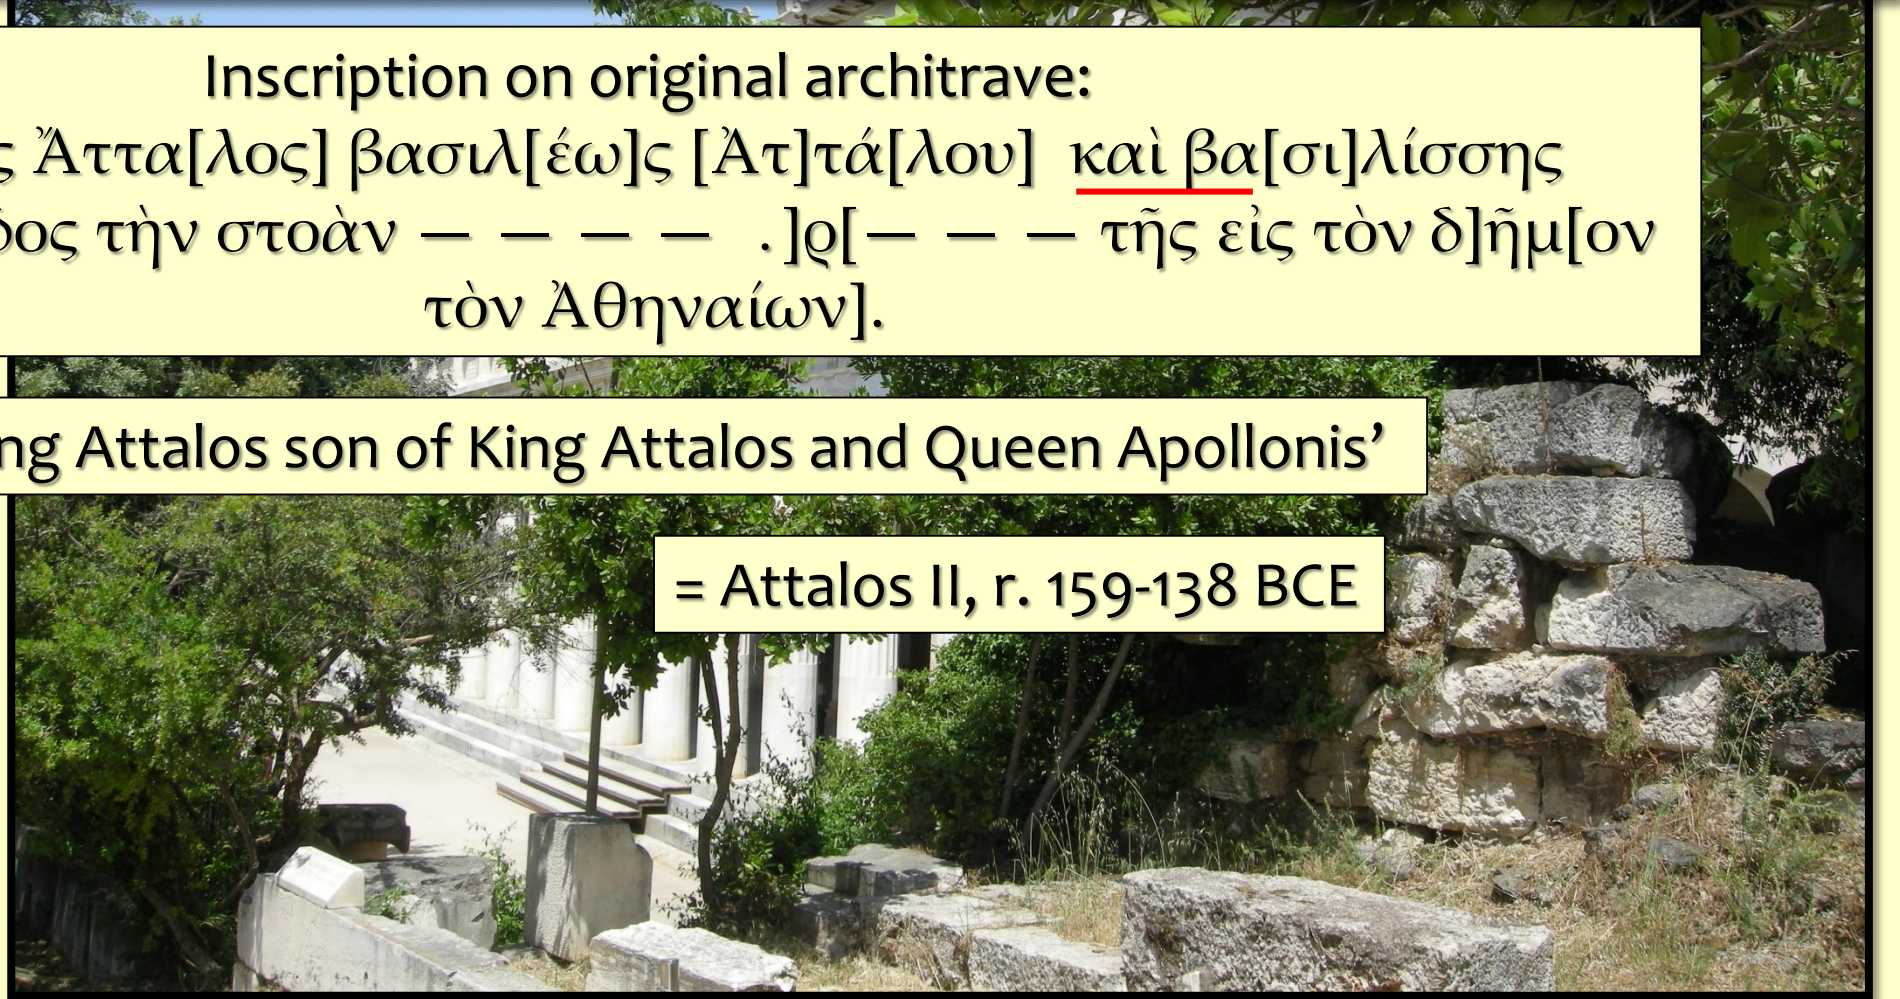 Inscription on original architrave:
ς Ἄττα[λος] βασιλ[έω]ς [Ἀτ]τά[λου] καὶ βα[σι]λίσσης
δος τὴν στοὰν — — — — . ]ρ[— — — τῆς εἰς τὸν δ]ῆμ[ον
τὸν Ἀθηναίων].
ng Attalos son of King Attalos and Queen Apollonis’
= Attalos II, r. 159-138 BCE